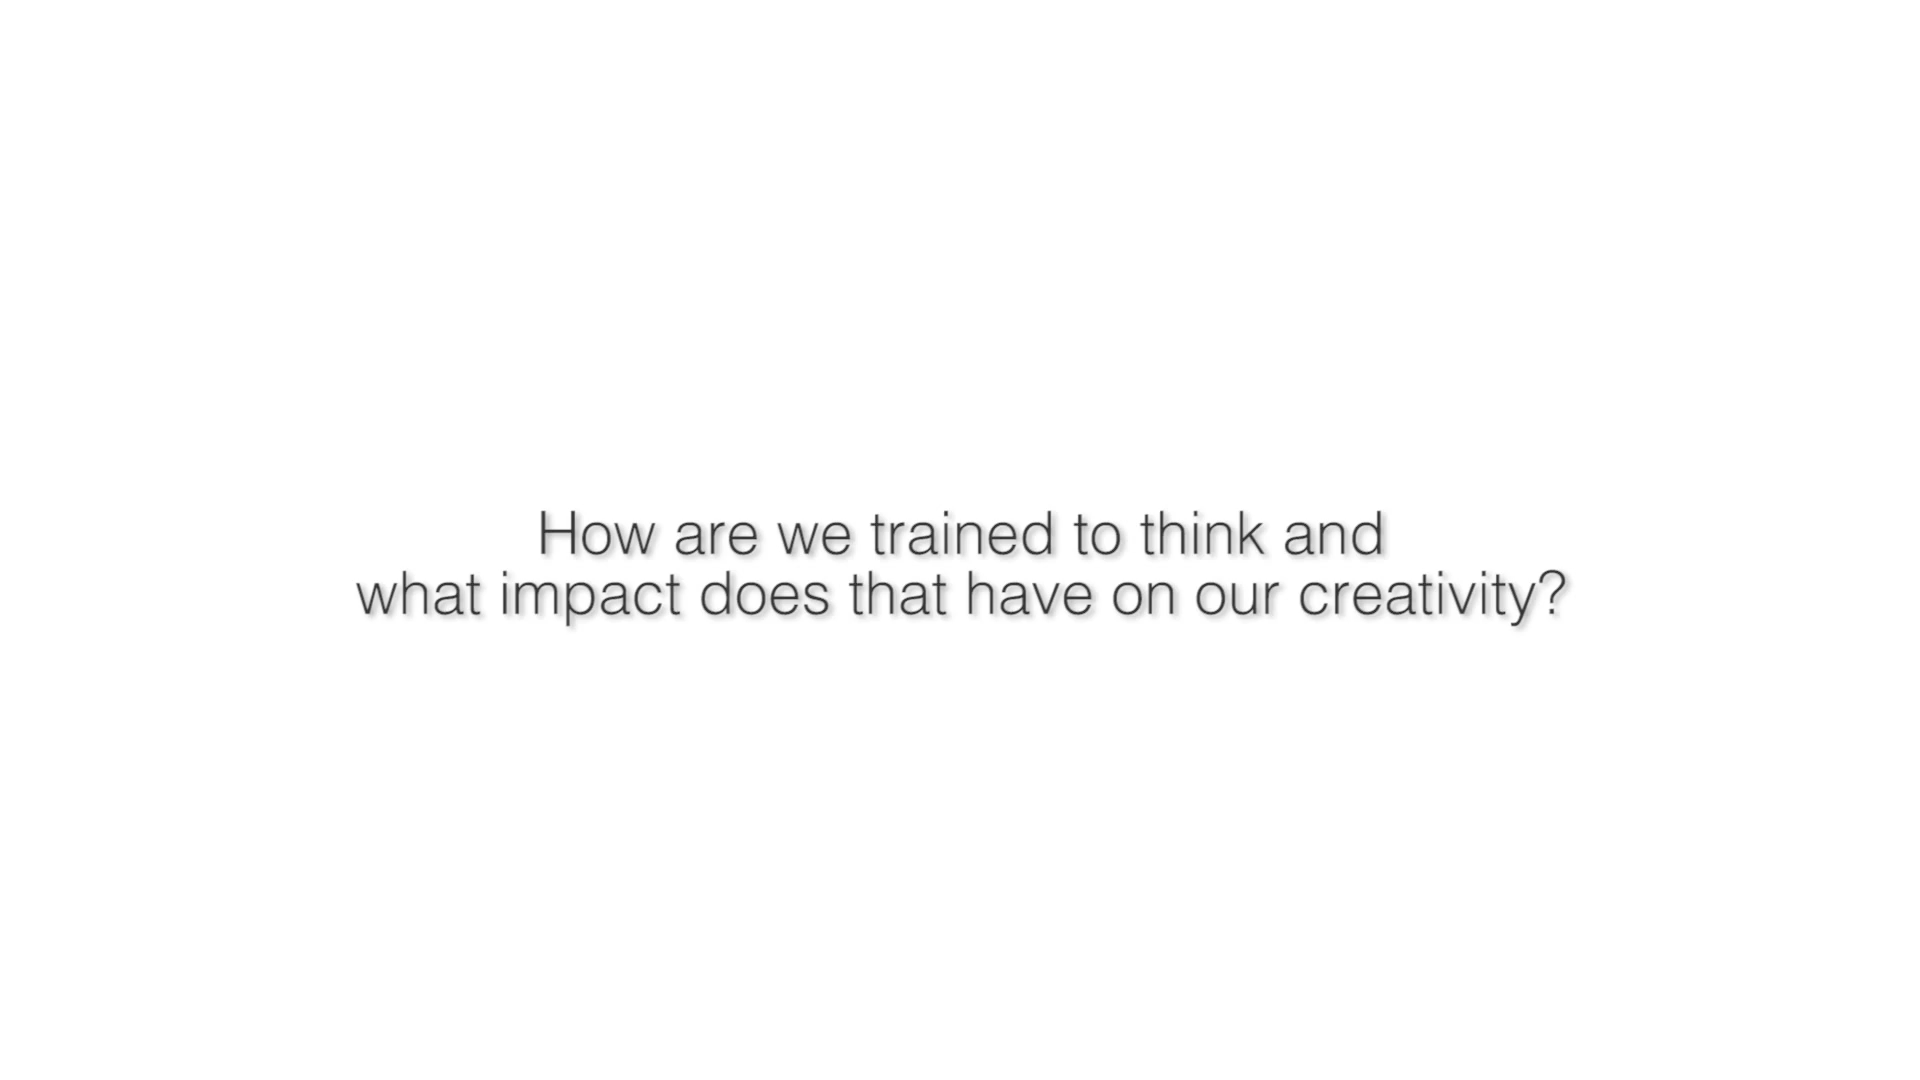 How are we trained to think and
what impact does that have on our creativity?